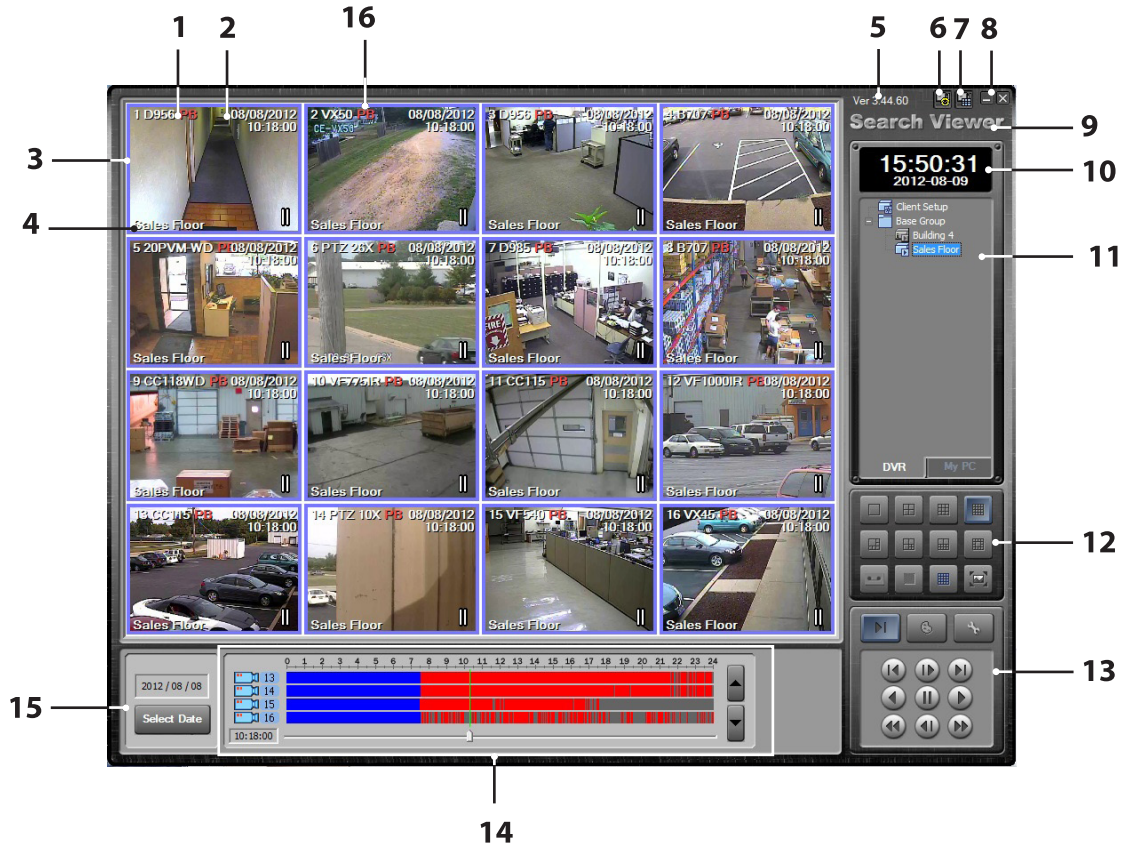 1 2 16 5 6 7 8
Ver 3.44.60
Search Viewer
9
3
4
10
11
12
13
15
14
1 D956 PB 08/08/2012
10:18:00
Sales Floor
2 VX50 PB 08/08/2012
10:18:00
CE-VX50
Sales Floor
3 D956 PB 08/08/2012
10:18:00
Sales Floor
4 B707 PB 08/08/2012
10:18:00
Sales Floor
5 20PVM-WD PB 08/08/2012
10:18:00
Sales Floor
6 PTZ 26X PB 08/08/2012
10:18:00
Sales Floor
7 D985 PB 08/08/2012
10:18:00
FIRE
Sales Floor
8 B707 PB 08/08/2012
10:18:00
Sales Floor
9 CC118WD PB 08/08/2012
10:18:00
Sales Floor
10 VF775IR PB 08/08/2012
10:18:00
Sales Floor
11 CC115 PB 08/08/2012
10:18:00
Sales Floor
12 VF1000IR PB 08/08/2012
10:18:00
Sales Floor
13 CC115 PB 08/08/2012
10:18:00
Sales Floor
14 PTZ 10X PB 08/08/2012
10:18:00
Sales Floor
15 VF540 PB 08/08/2012
10:18:00
Sales Floor
16 VX45 PB 08/08/2012
10:18:00
Sales Floor
15:50:31
2012-08-09
Client Setup
Base Group
Building 4
Sales Floor
DVR My PC
2012 / 08 / 08
Select Date
0 1 2 3 4 5 6 7 8 9 10 11 12 13 14 15 16 17 18 19 20 21 22 23 24
13
14
15
16
10:18:00